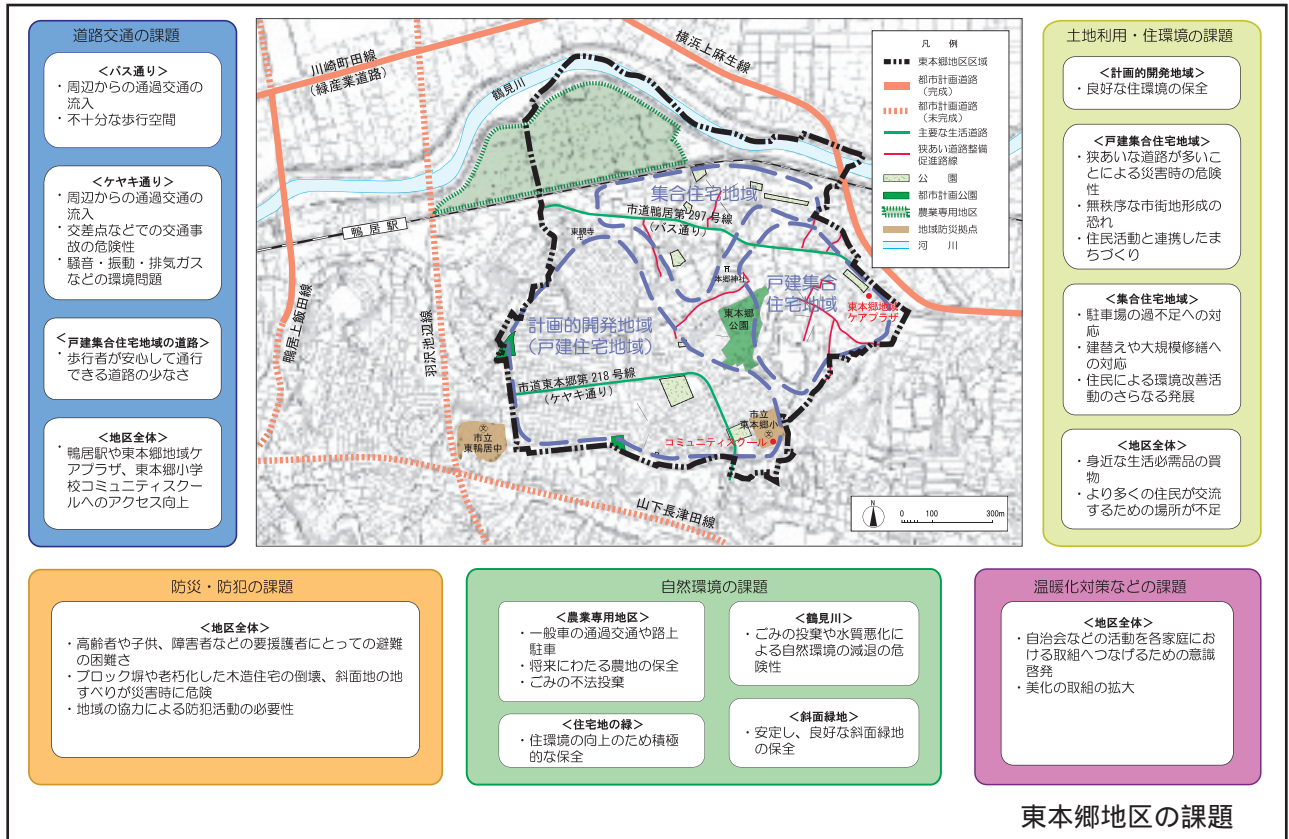 道路交通の課題
＜バス通り＞
・周辺からの通過交通の
流入
・不十分な歩行空間
＜ケヤキ通り＞
・周辺からの通過交通の
流入
・交差点などでの交通事
故の危険性
・騒音・振動・排気ガス
などの環境問題
＜戸建集合住宅地域の道路＞
・歩行者が安心して通行
できる道路の少なさ
＜地区全体＞
・鴨居駅や東本郷地域ケ
アプラザ、東本郷小学
校コミュニティスクー
ルへのアクセス向上
川崎町田線
（緑産業道路）
鶴見川
横浜上麻生線
鴨居駅
鴨居上飯田線
羽沢池辺線
集合住宅地域
市道鴨居第297号線
（バス通り）
東観寺
本郷神社
戸建集合
住宅地域
東本郷地域
ケアプラザ
東本郷
公園
計画的開発地域
（戸建住宅地域）
市道東本郷第218号線
（ケヤキ通り）
文
市立
東鴨居中
市立
東本郷小
文
コミュニティスクール
山下長津田線
凡　例
東本郷地区区域
都市計画道路
（完成）
都市計画道路
（未完成）
主要な生活道路
狭あい道路整備
促進路線
公　園
都市計画公園
農業専用地区
地域防災拠点
河　川
N
0 100 300m
土地利用・住環境の課題
＜計画的開発地域＞
・良好な住環境の保全
＜戸建集合住宅地域＞
・狭あいな道路が多いこ
とによる災害時の危険
性
・無秩序な市街地形成の
恐れ
・住民活動と連携したま
ちづくり
＜集合住宅地域＞
・駐車場の過不足への対
応
・建替えや大規模修繕へ
の対応
・住民による環境改善活
動のさらなる発展
＜地区全体＞
・身近な生活必需品の買
物
・より多くの住民が交流
するための場所が不足
防災・防犯の課題
＜地区全体＞
・高齢者や子供、障害者などの要援護者にとっての避難
の困難さ
・ブロック塀や老朽化した木造住宅の倒壊、斜面地の地
すべりが災害時に危険
・地域の協力による防犯活動の必要性
自然環境の課題
＜農業専用地区＞
・一般車の通過交通や路上
駐車
・将来にわたる農地の保全
・ごみの不法投棄
＜住宅地の緑＞
・住環境の向上のため積極
的な保全
＜鶴見川＞
・ごみの投棄や水質悪化に
よる自然環境の減退の危
険性
＜斜面緑地＞
・安定し、良好な斜面緑地
の保全
温暖化対策などの課題
＜地区全体＞
・自治会などの活動を各家庭にお
ける取組へつなげるための意識
啓発
・美化の取組の拡大
東本郷地区の課題